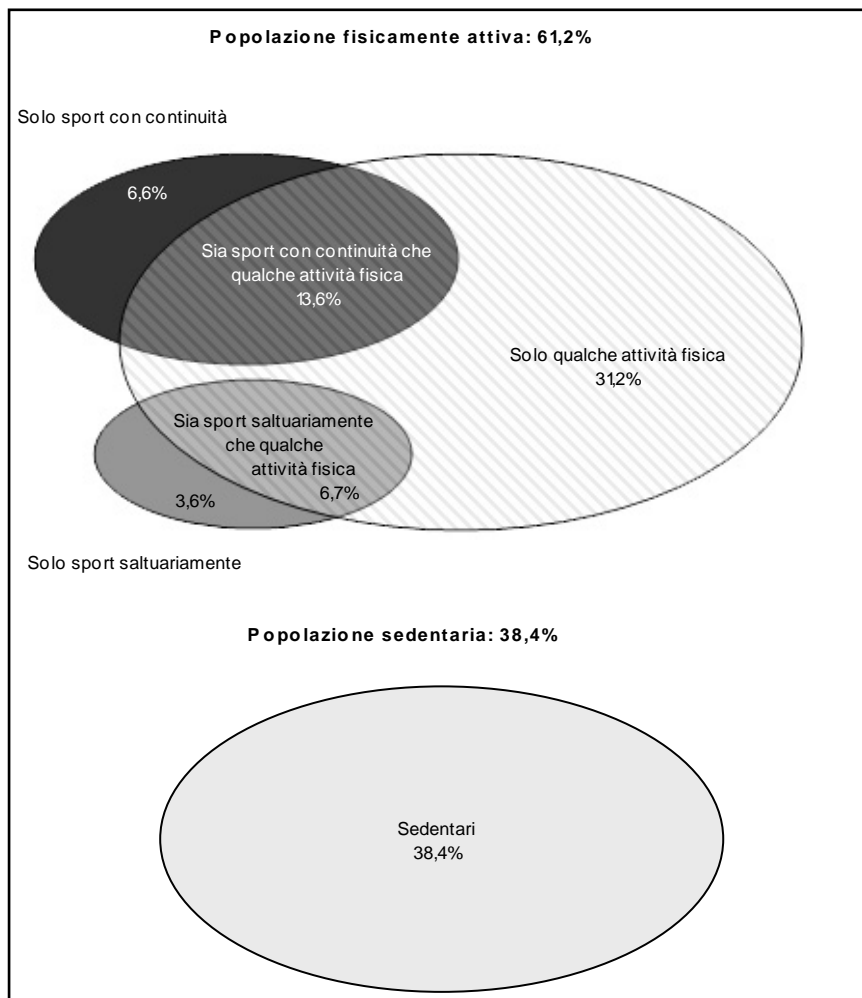 Popolazione fisicamente attiva: 61,2%
Solo sport con continuità
6,6%
Sia sport con continuità che
qualche attività fisica
13,6%
Solo qualche attività fisica
31,2%
Sia sport saltuariamente
che qualche
attività fisica
6,7%
3,6%
Solo sport saltuariamente
Popolazione sedentaria: 38,4%
Sedentari
38,4%